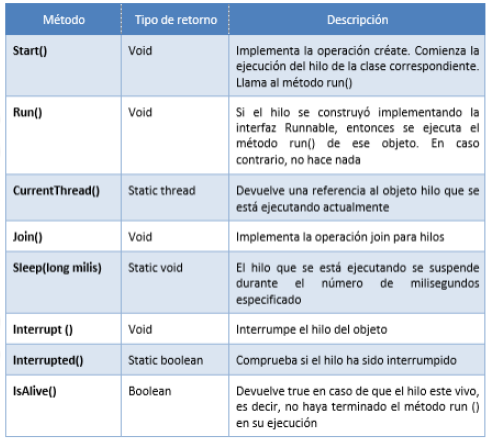 Método Tipo de retorno Descripción
Start() Void Implementa la operación créate. Comienza la
ejecución del hilo de la clase correspondiente.
Llama al método run()
Run() Void Si el hilo se construyó implementando la
interfaz Runnable, entonces se ejecuta el
método run() de ese objeto. En caso
contrario, no hace nada
CurrentThread() Static thread Devuelve una referencia al objeto hilo que se
está ejecutando actualmente
Join() Void Implementa la operación join para hilos
Sleep(long milis) Static void El hilo que se está ejecutando se suspende
durante el número de milisegundos
especificado
Interrupt () Void Interrumpe el hilo del objeto
Interrupted() Static boolean Comprueba si el hilo ha sido interrumpido
IsAlive() Boolean Devuelve true en caso de que el hilo este vivo,
es decir, no haya terminado el método run ()
en su ejecución